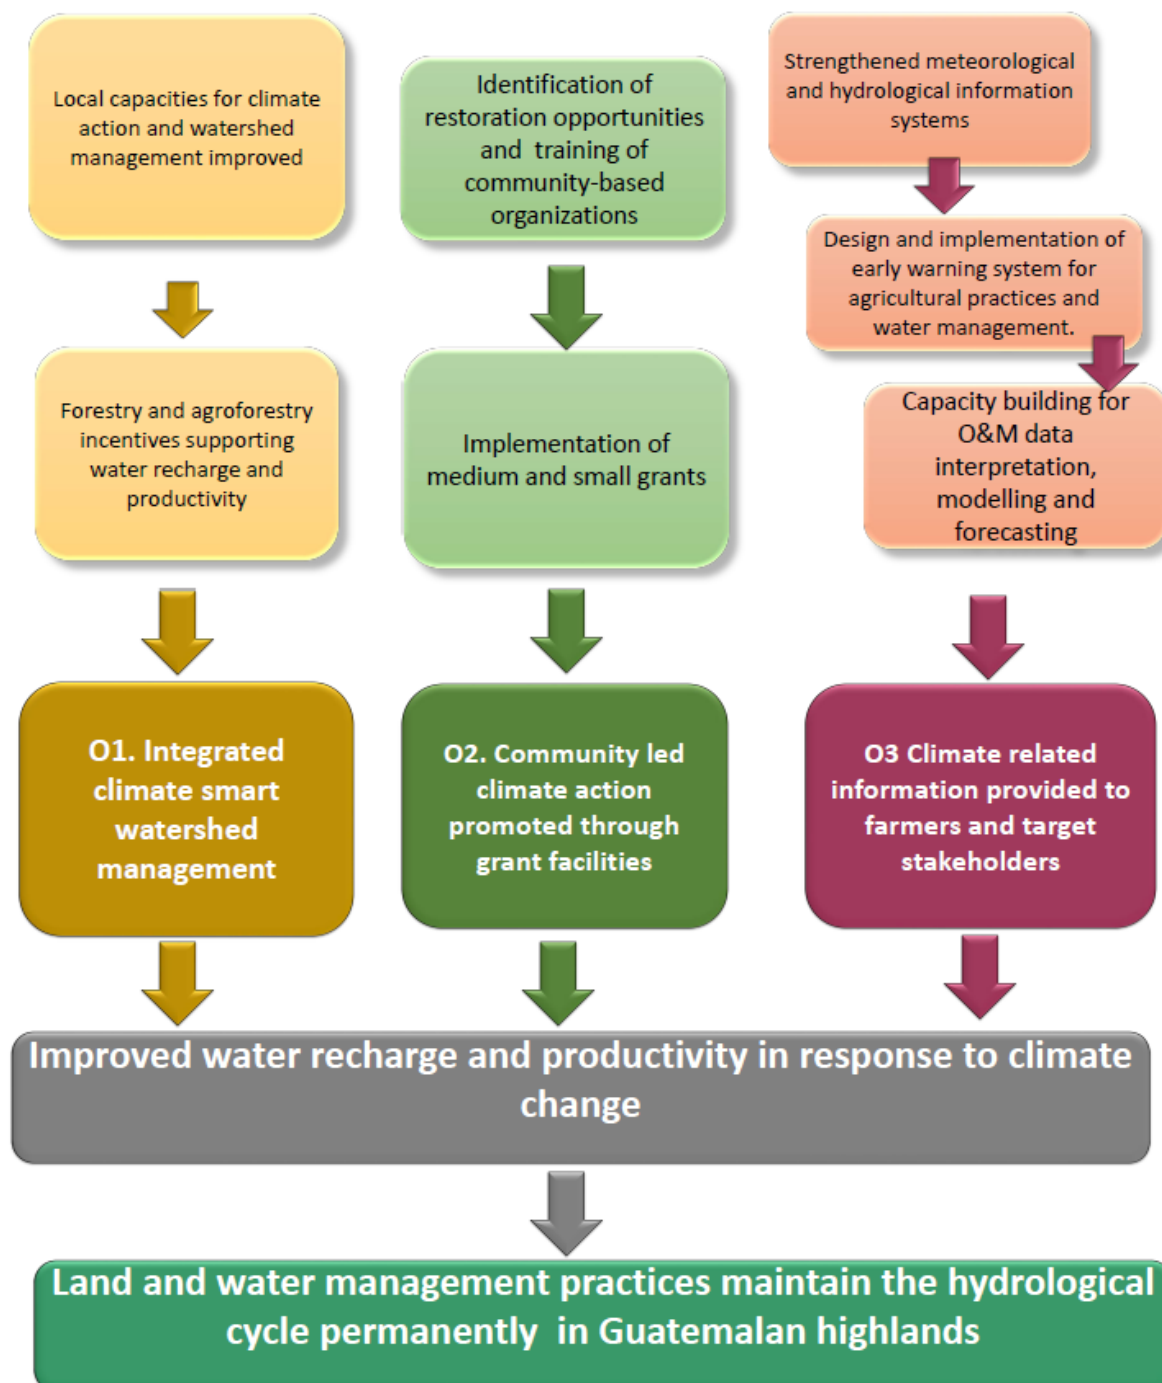 Local capacities for climate
action and watershed
management improved
Forestry and agroforestry
incentives supporting
water recharge and
productivity
O1. Integrated
climate smart
watershed
management
Identification of
restoration opportunities
and training of
community-based
organizations
Implementation of
medium and small grants
O2. Community led
climate action
promoted through
grant facilities
Strengthened meteorological
and hydrological information
systems
Design and implementation of
early warning system for
agricultural practices and
water management.
Capacity building for
O&M data
interpretation,
modelling and
forecasting
O3 Climate related
information provided to
farmers and target
stakeholders
Improved water recharge and productivity in response to climate
change
Land and water management practices maintain the hydrological
cycle permanently in Guatemalan highlands